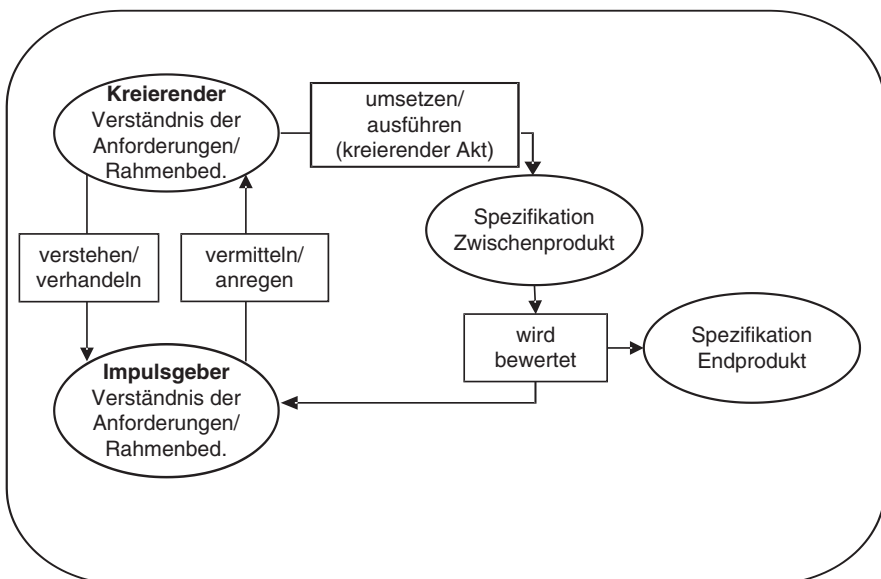 Kreierender
Verständnis der
Anforderungen/
Rahmenbed.
umsetzen/
ausführen
(kreierender Akt)
Spezifikation
Zwischenprodukt
verstehen/
verhandeln
vermitteln/
anregen
wird
bewertet
Spezifikation
Endprodukt
Impulsgeber
Verständnis der
Anforderungen/
Rahmenbed.